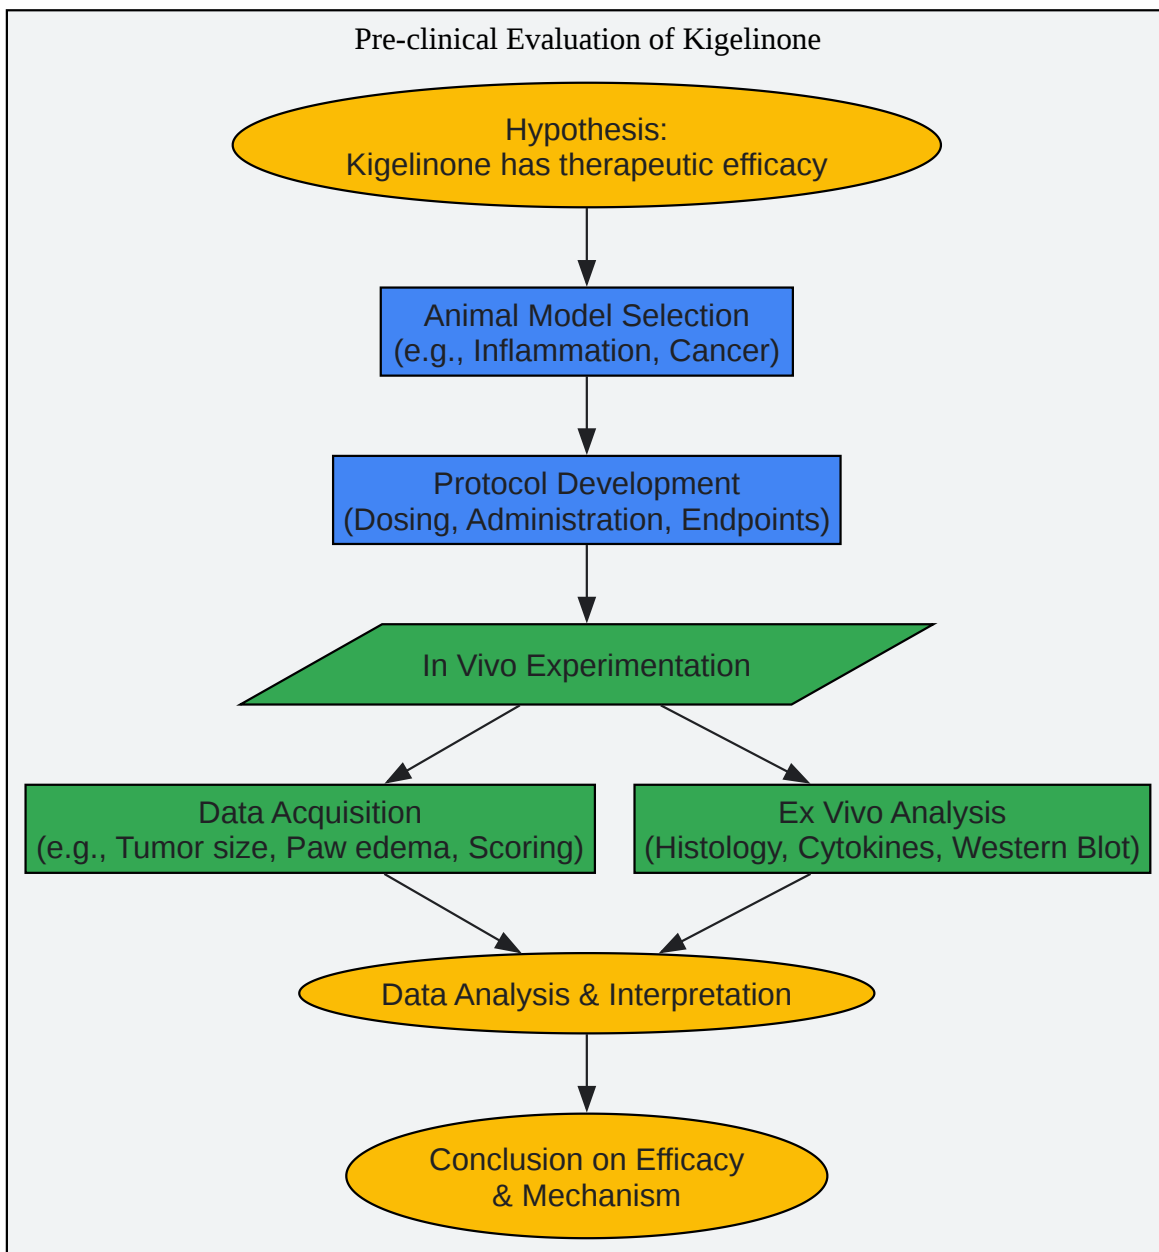 Pre-clinical Evaluation of Kigelinone
Hypothesis:
Kigelinone has therapeutic efficacy
Animal Model Selection
(e.g., Inflammation, Cancer)
Protocol Development
(Dosing, Administration, Endpoints)
In Vivo Experimentation
Data Acquisition
(e.g., Tumor size, Paw edema, Scoring)
Ex Vivo Analysis
(Histology, Cytokines, Western Blot)
Data Analysis & Interpretation
Conclusion on Efficacy
& Mechanism